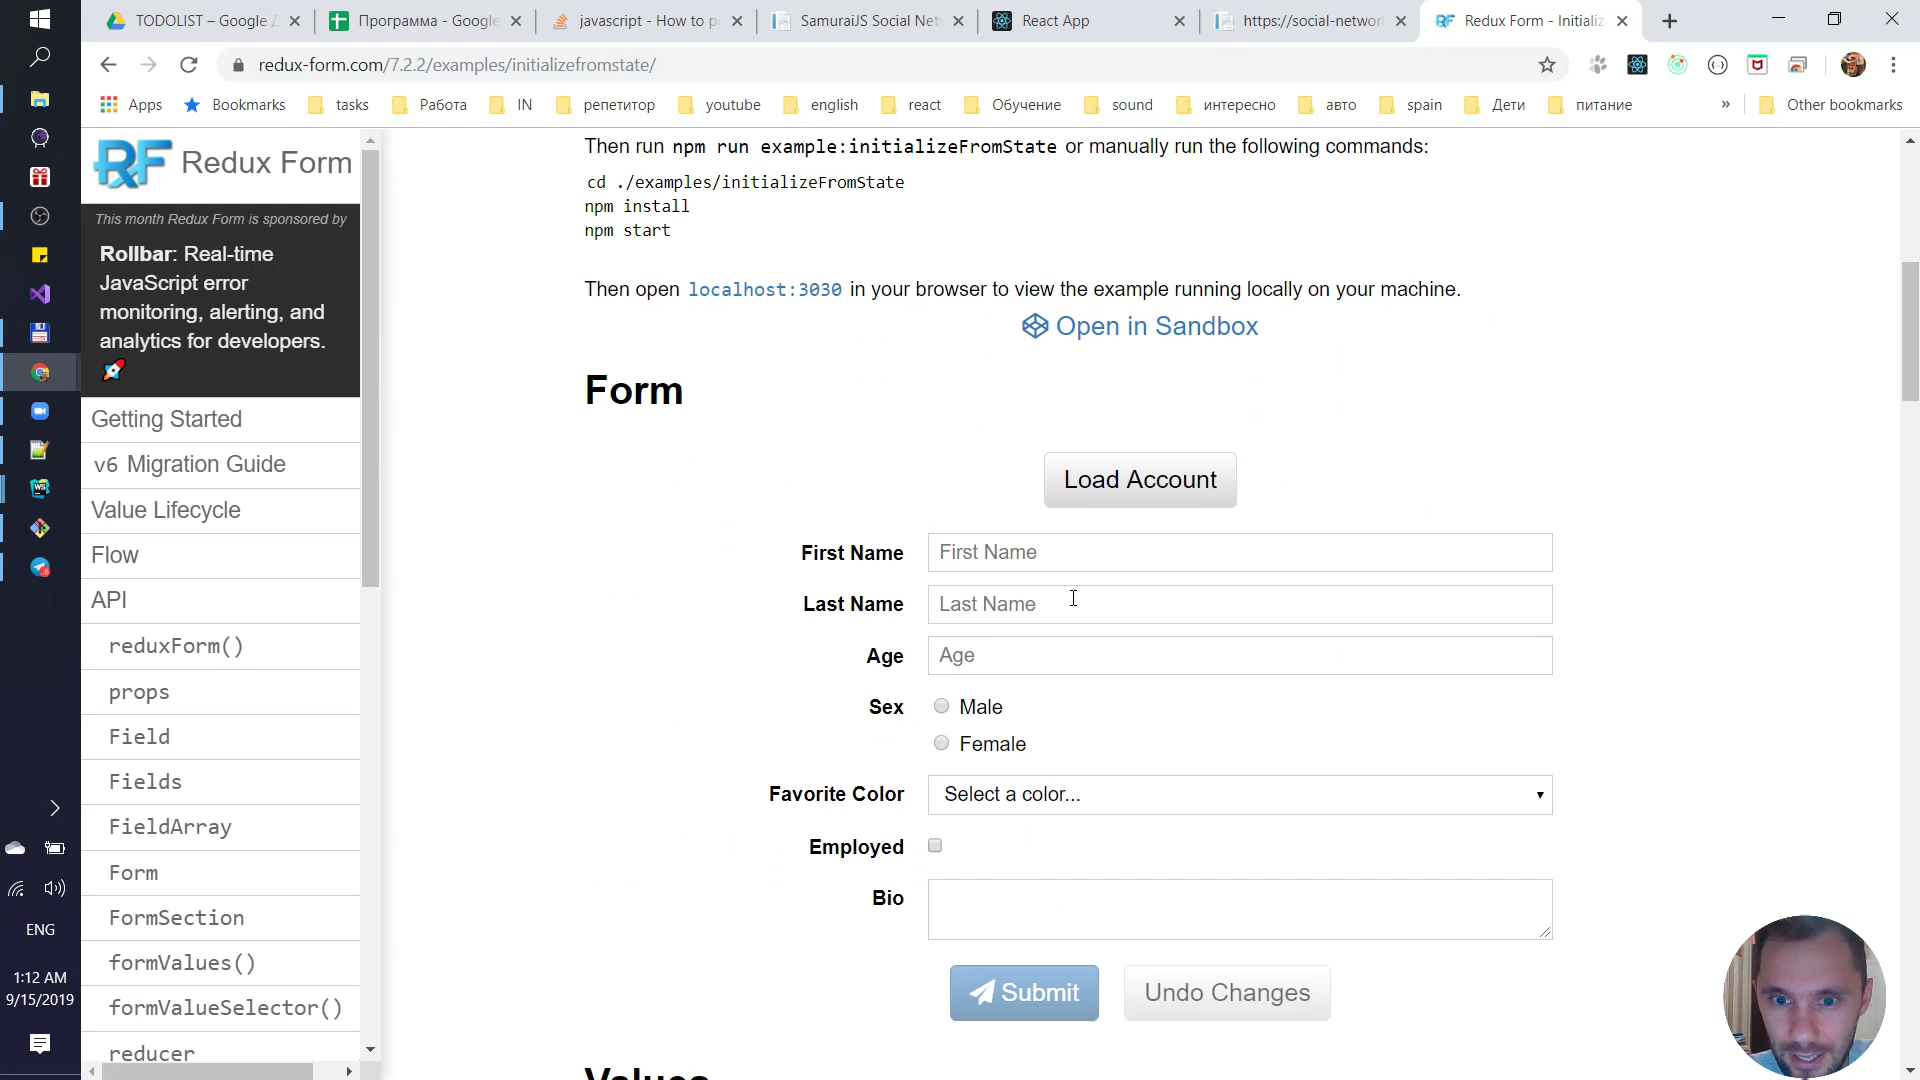 TODOLIST – Google Д
Программа - Google
javascript - How to p
SamuraiJS Social Net
React App
https://social-networ
Redux Form - Initializ
redux-form.com/7.2.2/examples/initializefromstate/
Apps
Bookmarks
tasks
Работа
IN
репетитор
youtube
english
react
Обучение
sound
интересно
авто
spain
Дети
питание
»
Other bookmarks
RF Redux Form
This month Redux Form is sponsored by
Rollbar: Real-time
JavaScript error
monitoring, alerting, and
analytics for developers.
Getting Started
v6 Migration Guide
Value Lifecycle
Flow
API
reduxForm()
props
Field
Fields
FieldArray
Form
FormSection
formValues()
formValueSelector()
reducer
Then run npm run example:initializeFromState or manually run the following commands:
cd ./examples/initializeFromState
npm install
npm start
Then open localhost:3030 in your browser to view the example running locally on your machine.
Open in Sandbox
Form
Load Account
First Name First Name
Last Name Last Name
Age Age
Sex Male
Female
Favorite Color Select a color...
Employed
Bio
Submit Undo Changes
Values
WS
ENG
1:12 AM
9/15/2019